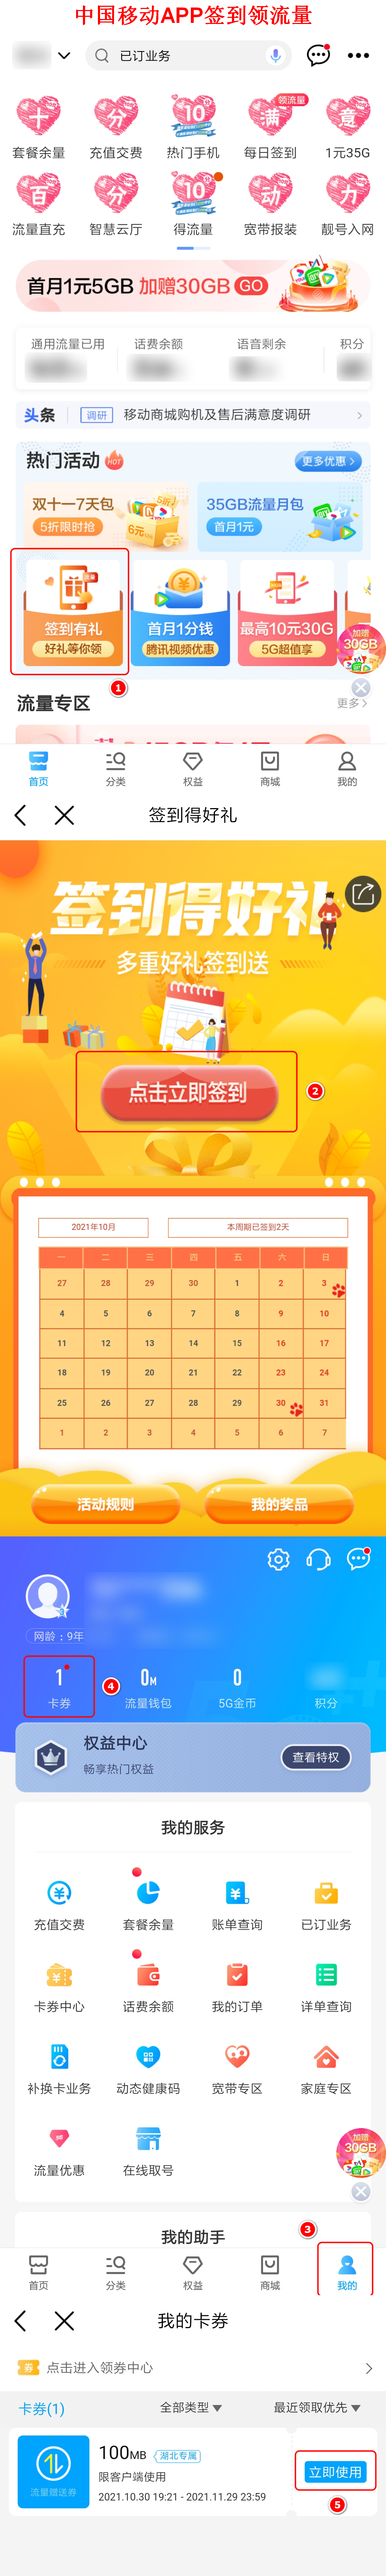 中国移动APP签到领流量
已订业务
十 分 10 满 意
领流量
套餐余量 充值交费 热门手机 每日签到 1元35G
百 分 10 动 力
流量直充 智慧云厅 得流量 宽带报装 靓号入网
首月1元5GB 加赠30GB GO
通用流量已用 话费余额 语音剩余 积分
头条 调研 移动商城购机及售后满意度调研
热门活动 HOT 更多优惠
双十一7天包 35GB流量月包
5折限时抢 首月1元
5折
6元
签到有礼 首月1分钱 最高10元30G
好礼等你领 腾讯视频优惠 5G超值享
加赠
30GB
1
流量专区 更多
首页 分类 权益 商城 我的
签到得好礼
签到得好礼
多重好礼签到送
点击立即签到
2
2021年10月 本周期已签到2天
一 二 三 四 五 六 日
27 28 29 30 1 2 3
4 5 6 7 8 9 10
11 12 13 14 15 16 17
18 19 20 21 22 23 24
25 26 27 28 29 30 31
1 2 3 4 5 6 7
活动规则 我的奖品
网龄：9年
1 0M 0
4
卡券 流量钱包 5G金币 积分
权益中心
畅享热门权益
查看特权
我的服务
充值交费 套餐余量 账单查询 已订业务
卡券中心 话费余额 我的订单 详单查询
补换卡业务 动态健康码 宽带专区 家庭专区
加赠
30GB
流量优惠 在线取号
我的助手
3
首页 分类 权益 商城 我的
我的卡券
券 点击进入领券中心
卡券(1) 全部类型 最近领取优先
100MB 湖北专属
限客户端使用
流量赠送券
2021.10.30 19:21 - 2021.11.29 23:59
立即使用
5